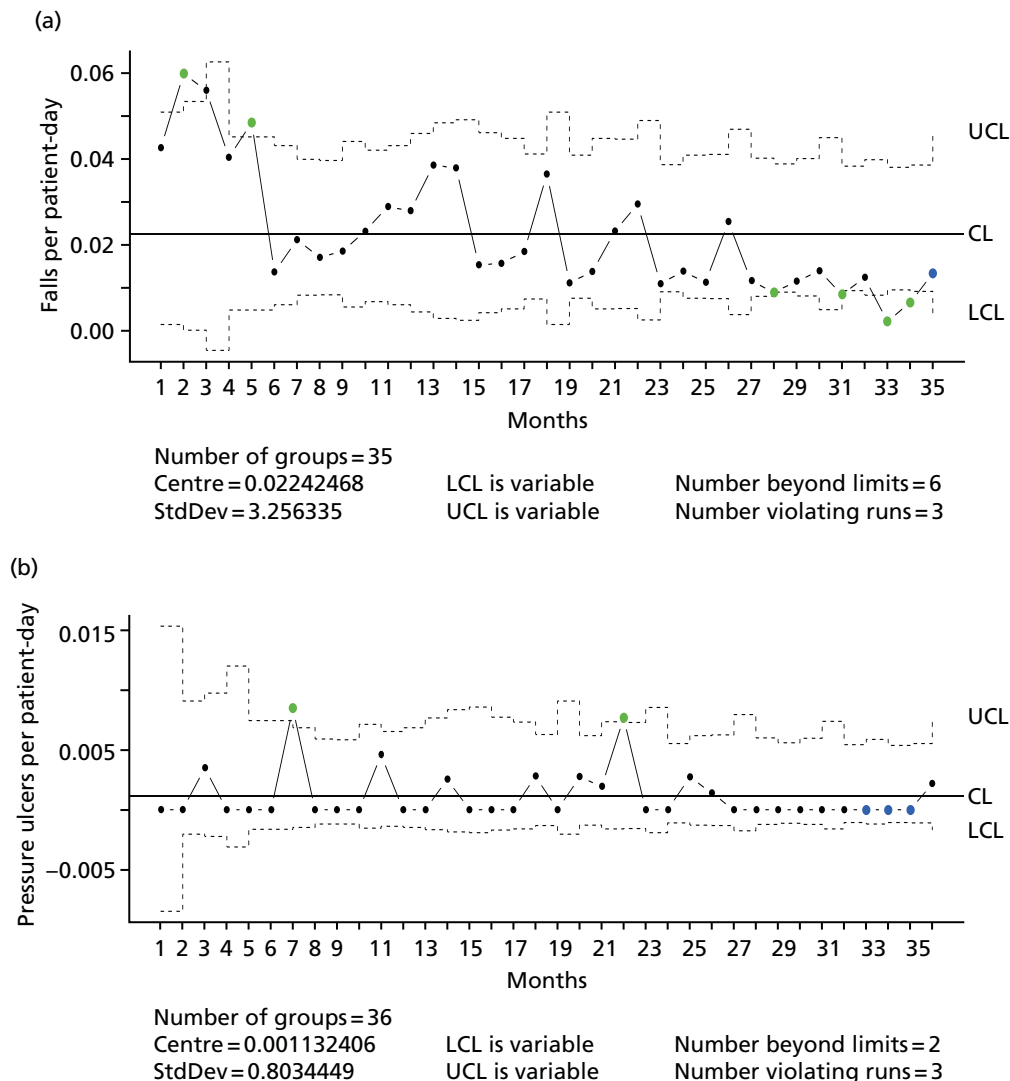 (a)
Falls per patient-day
0.06
0.04
0.02
0.00
UCL
CL
LCL
1 2 3 4 5 6 7 8 9 11 13 15 17 19 21 23 25 27 29 31 33 35
Months
Number of groups=35
Centre=0.02242468 LCL is variable Number beyond limits=6
StdDev=3.256335 UCL is variable Number violating runs=3
(b)
Pressure ulcers per patient-day
0.015
0.005
−0.005
UCL
CL
LCL
1 2 3 4 5 6 7 8 9 11 13 15 17 19 21 23 25 27 29 31 33 35
Months
Number of groups=36
Centre=0.001132406 LCL is variable Number beyond limits=2
StdDev=0.8034449 UCL is variable Number violating runs=3